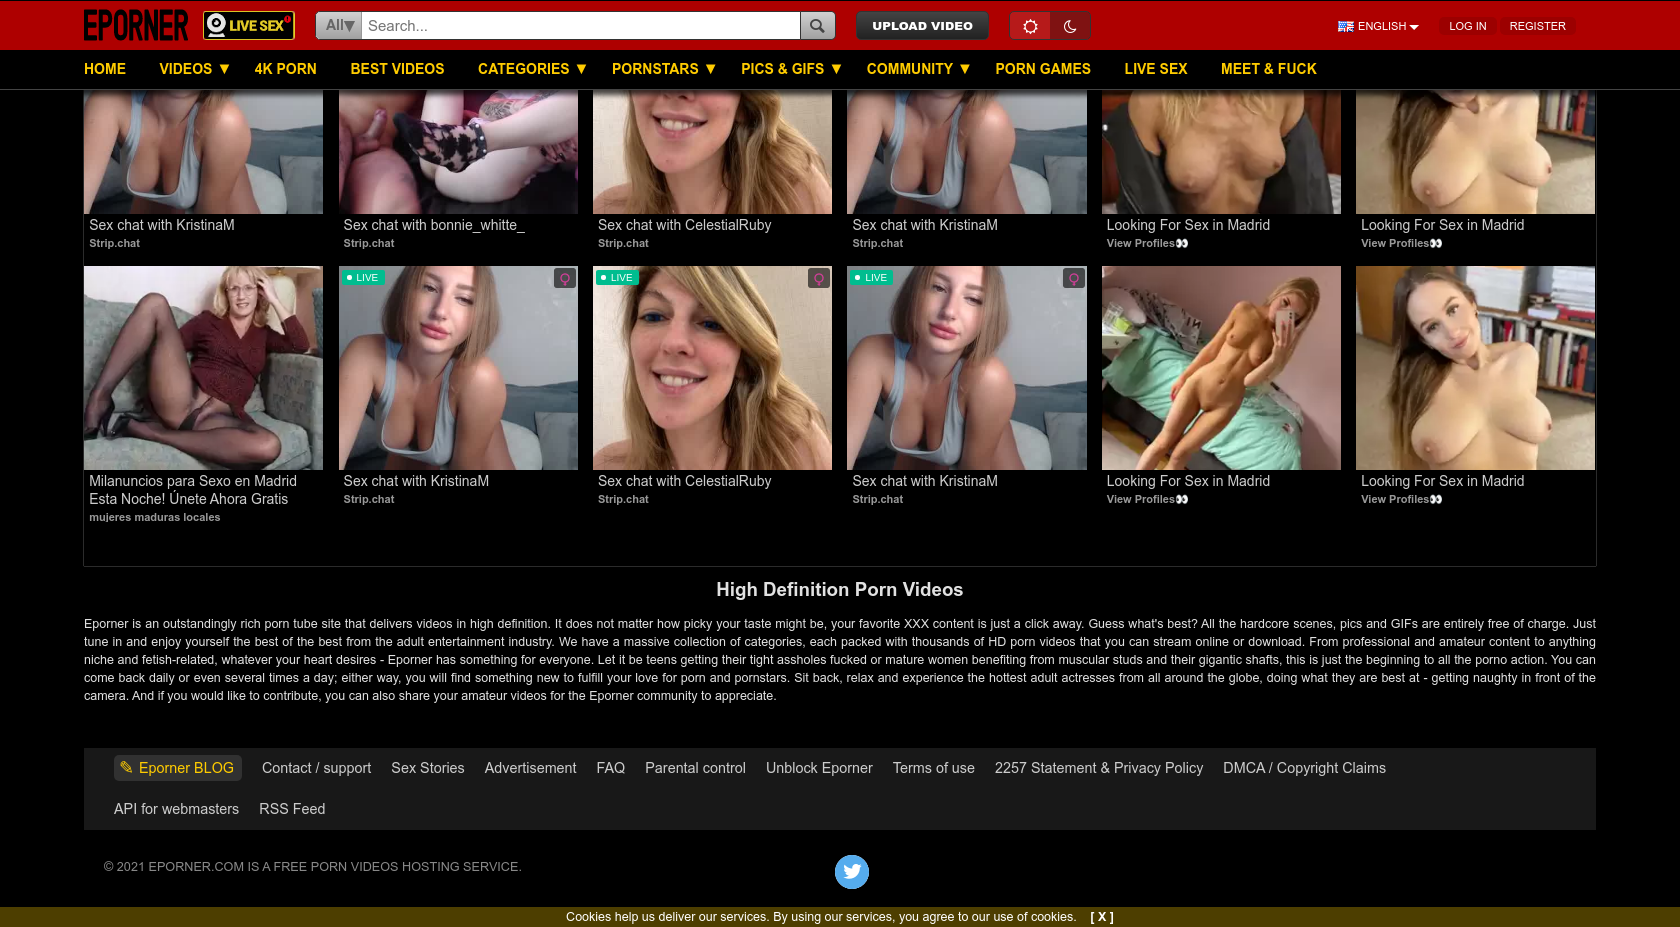 EPORNER LIVE SEX All▼ Search... UPLOAD VIDEO ENGLISH LOG IN REGISTER
HOME VIDEOS ▼ 4K PORN BEST VIDEOS CATEGORIES ▼ PORNSTARS ▼ PICS & GIFS ▼ COMMUNITY ▼ PORN GAMES LIVE SEX MEET & FUCK
Sex chat with KristinaM
Strip.chat
Sex chat with bonnie_whitte_
Strip.chat
Sex chat with CelestialRuby
Strip.chat
Sex chat with KristinaM
Strip.chat
Looking For Sex in Madrid
View Profiles👀
Looking For Sex in Madrid
View Profiles👀
Milanuncios para Sexo en Madrid
Esta Noche! Únete Ahora Gratis
mujeres maduras locales
LIVE
Sex chat with KristinaM
Strip.chat
LIVE
Sex chat with CelestialRuby
Strip.chat
LIVE
Sex chat with KristinaM
Strip.chat
Looking For Sex in Madrid
View Profiles👀
Looking For Sex in Madrid
View Profiles👀
High Definition Porn Videos
Eporner is an outstandingly rich porn tube site that delivers videos in high definition. It does not matter how picky your taste might be, your favorite XXX content is just a click away. Guess what's best? All the hardcore scenes, pics and GIFs are entirely free of charge. Just
tune in and enjoy yourself the best of the best from the adult entertainment industry. We have a massive collection of categories, each packed with thousands of HD porn videos that you can stream online or download. From professional and amateur content to anything
niche and fetish-related, whatever your heart desires - Eporner has something for everyone. Let it be teens getting their tight assholes fucked or mature women benefiting from muscular studs and their gigantic shafts, this is just the beginning to all the porno action. You can
come back daily or even several times a day; either way, you will find something new to fulfill your love for porn and pornstars. Sit back, relax and experience the hottest adult actresses from all around the globe, doing what they are best at - getting naughty in front of the
camera. And if you would like to contribute, you can also share your amateur videos for the Eporner community to appreciate.
✎ Eporner BLOG Contact / support Sex Stories Advertisement FAQ Parental control Unblock Eporner Terms of use 2257 Statement & Privacy Policy DMCA / Copyright Claims
API for webmasters RSS Feed
© 2021 EPORNER.COM IS A FREE PORN VIDEOS HOSTING SERVICE.
Cookies help us deliver our services. By using our services, you agree to our use of cookies. [ X ]